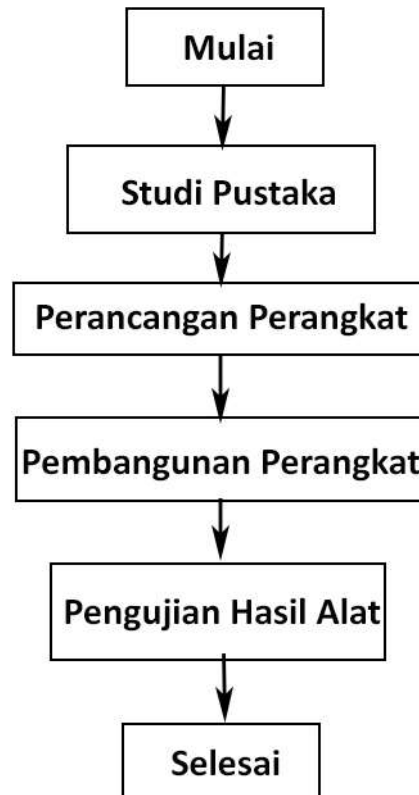 Mulai
Studi Pustaka
Perancangan Perangkat
Pembangunan Perangkat
Pengujian Hasil Alat
Selesai